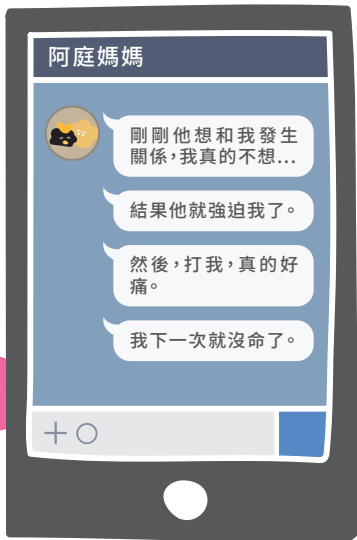 阿庭媽媽
剛剛他想和我發生
關係，我真的不想...
結果他就強迫我了。
然後，打我，真的好
痛。
我下一次就沒命了。